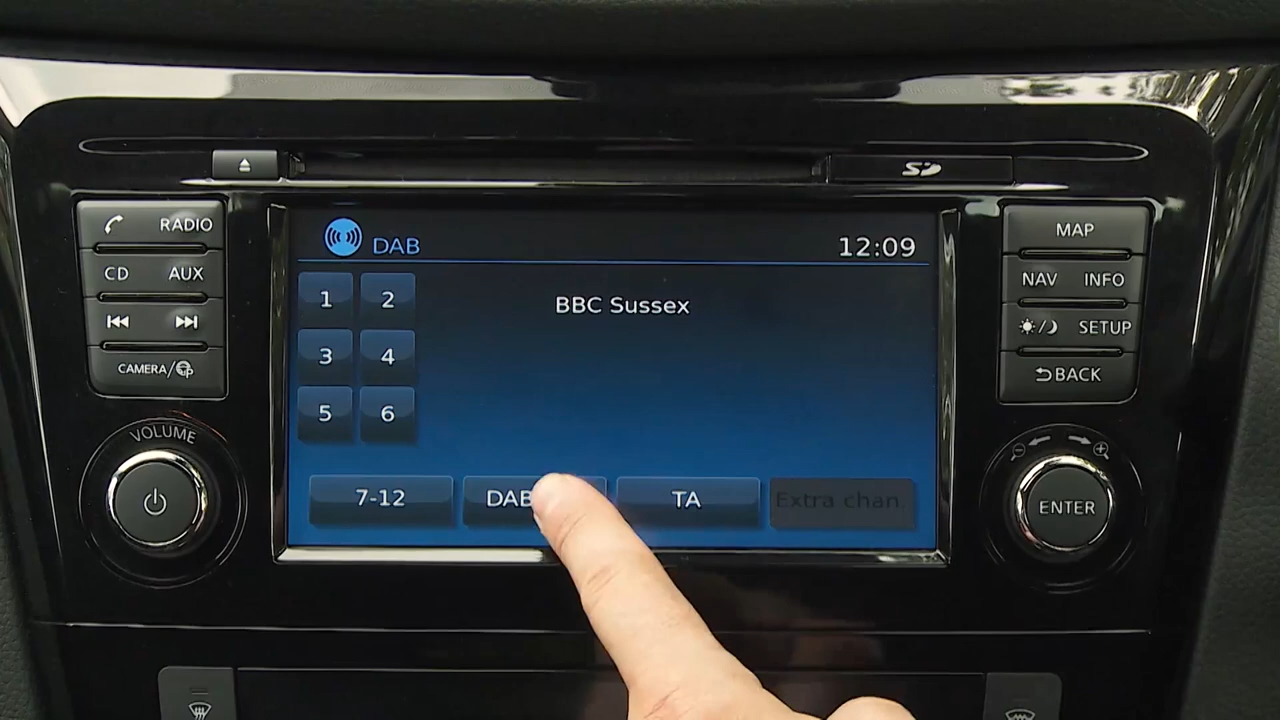 RADIO
CD AUX
CAMERA/
VOLUME
DAB 12:09
1 2
BBC Sussex
3 4
5 6
7-12 DAB TA Extra chan.
SD
MAP
NAV INFO
SETUP
BACK
ENTER